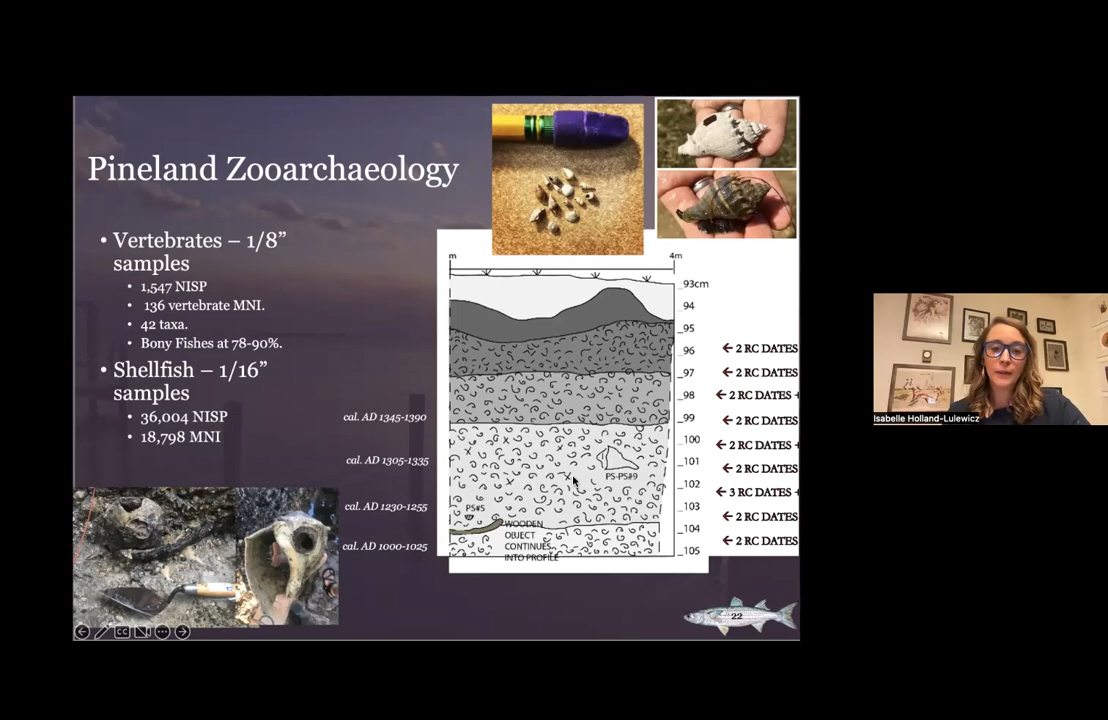 Pineland Zooarchaeology
• Vertebrates – 1/8”
samples
• 1,547 NISP
• 136 vertebrate MNI.
• 42 taxa.
• Bony Fishes at 78-90%.
• Shellfish – 1/16”
samples
• 36,004 NISP
• 18,798 MNI
cal. AD 1345-1390
cal. AD 1305-1335
cal. AD 1230-1255
cal. AD 1000-1025
m
4m
93cm
94
95
96
97
98
99
100
101
102
103
104
105
PS-PS#9
PS#5
WOODEN
OBJECT
CONTINUES
INTO PROFILE
← 2 RC DATES
← 2 RC DATES
← 2 RC DATES +
← 2 RC DATES
← 2 RC DATES +
← 2 RC DATES
← 3 RC DATES +
← 2 RC DATES
← 2 RC DATES
22
CC
Isabelle Holland-Lulewicz